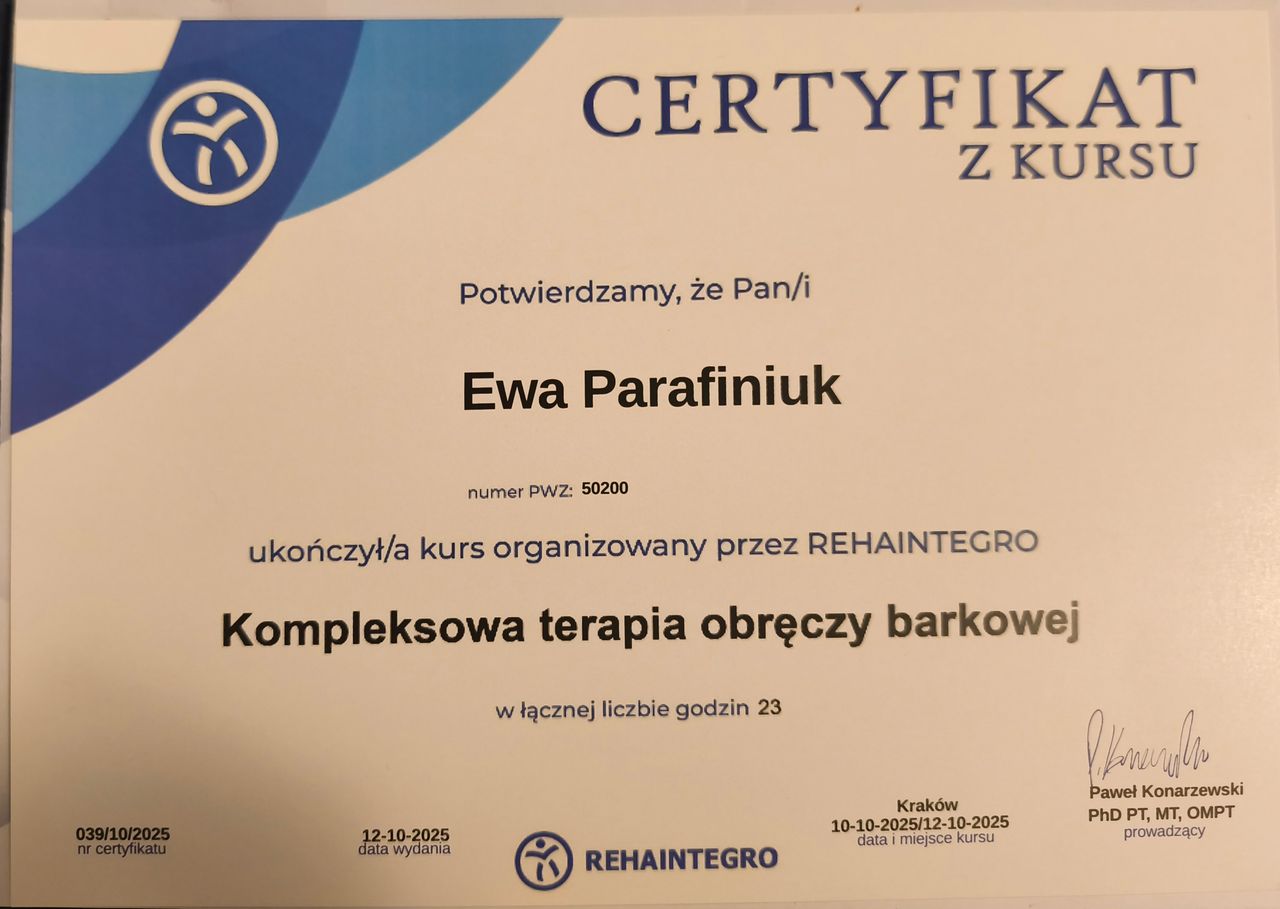 CERTYFIKAT
Z KURSU
Potwierdzamy, że Pan/i
Ewa Parafiniuk
numer PWZ: 50200
ukończył/a kurs organizowany przez REHAINTEGRO
Kompleksowa terapia obręczy barkowej
w łącznej liczbie godzin 23
039/10/2025
nr certyfikatu
12-10-2025
data wydania
REHAINTEGRO
Kraków
10-10-2025/12-10-2025
data i miejsce kursu
P. Konarzewski
Paweł Konarzewski
PhD PT, MT, OMPT
prowadzący